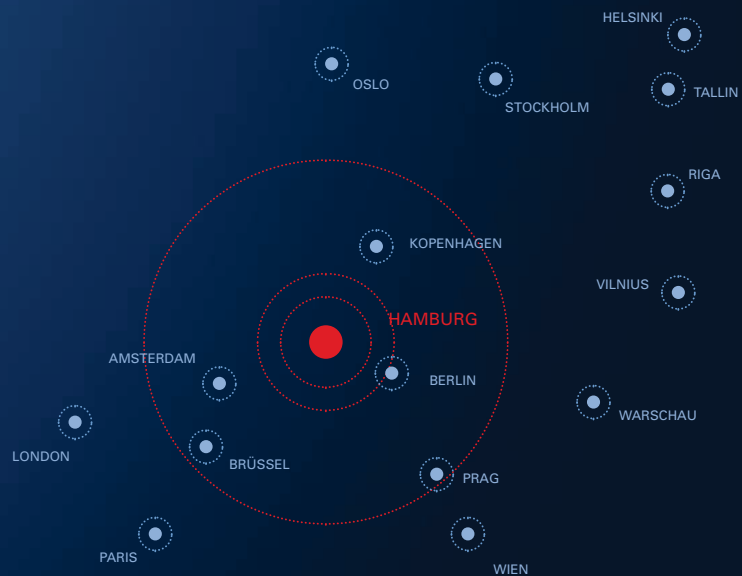 HELSINKI
OSLO
TALLIN
STOCKHOLM
RIGA
KOPENHAGEN
VILNIUS
HAMBURG
AMSTERDAM
BERLIN
WARSCHAU
LONDON
BRÜSSEL
PRAG
PARIS
WIEN